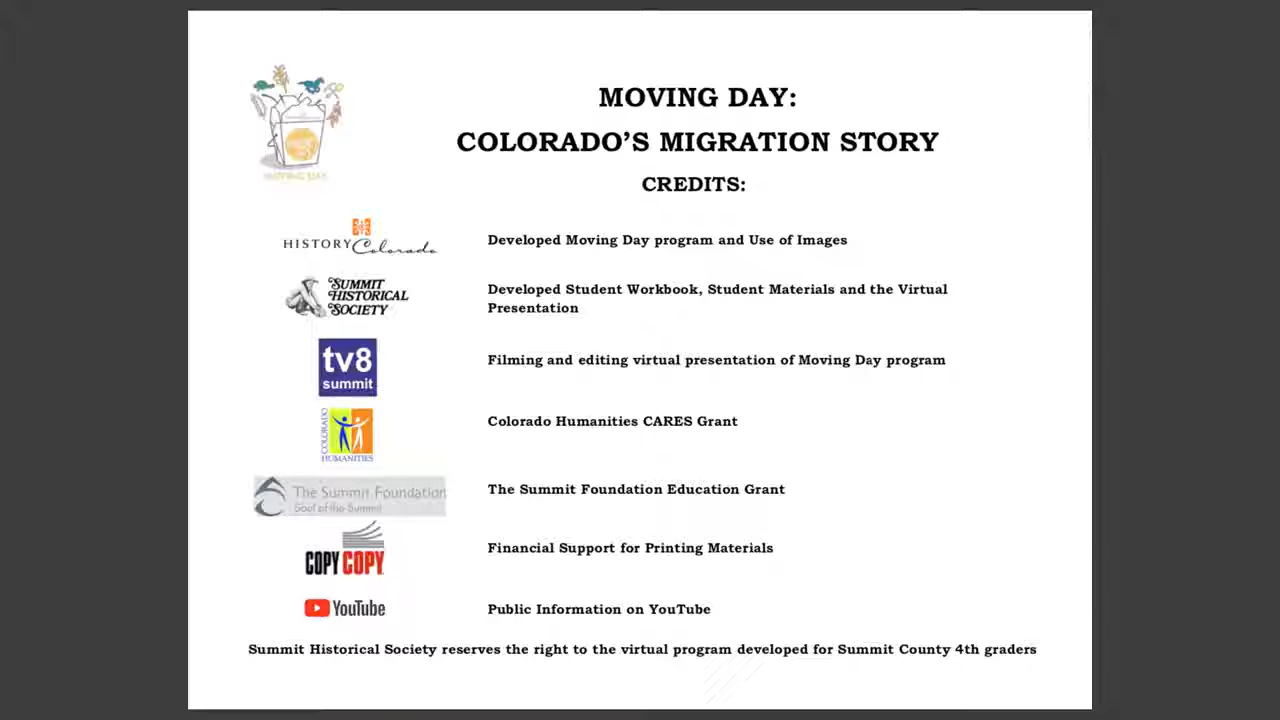 MOVING DAY:
COLORADO'S MIGRATION STORY
CREDITS:
MOVING DAY
HISTORY Colorado
Developed Moving Day program and Use of Images
SUMMIT
HISTORICAL
SOCIETY
Developed Student Workbook, Student Materials and the Virtual
Presentation
tv8
summit
Filming and editing virtual presentation of Moving Day program
COLORADO
HUMANITIES
Colorado Humanities CARES Grant
The Summit Foundation
The Summit Foundation Education Grant
COPY COPY
Financial Support for Printing Materials
YouTube
Public Information on YouTube
Summit Historical Society reserves the right to the virtual program developed for Summit County 4th graders